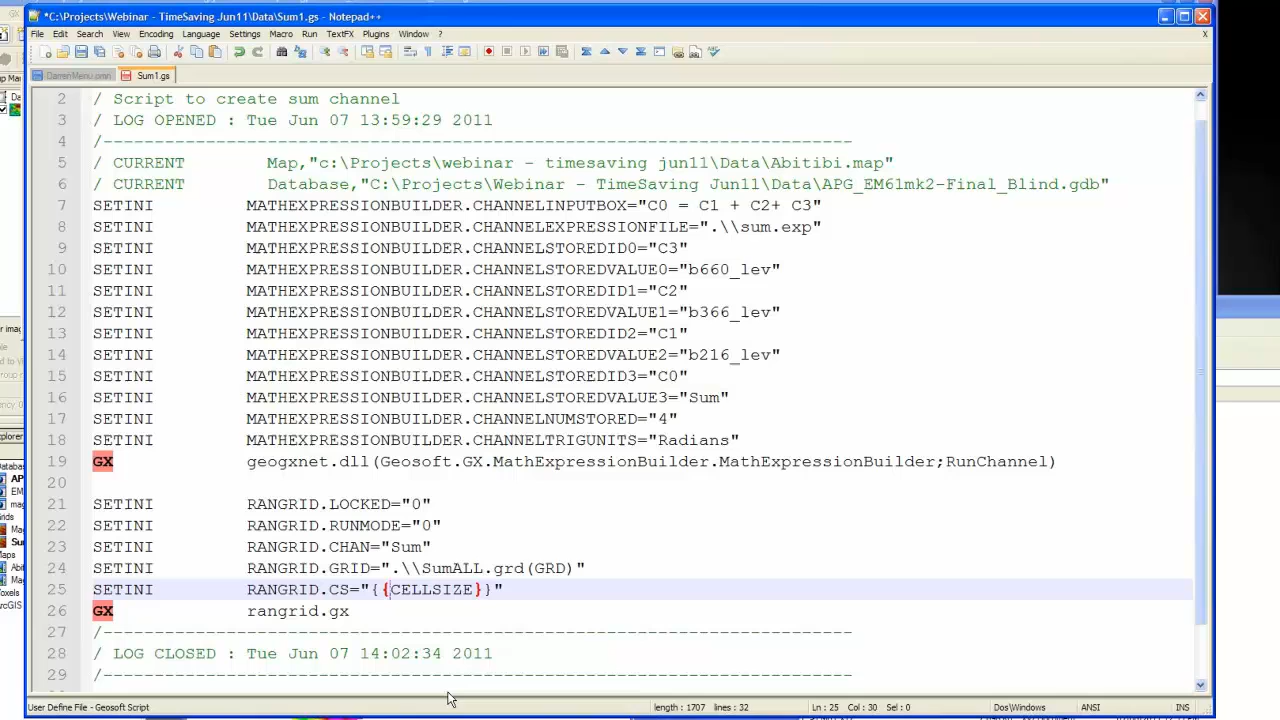 *C:\Projects\Webinar - TimeSaving Jun11\Data\Sum1.gs - Notepad++
File Edit Search View Encoding Language Settings Macro Run TextFX Plugins Window ? X
DarrenMenu.omn Sum1.gs
2 / Script to create sum channel
3 / LOG OPENED : Tue Jun 07 13:59:29 2011
4 /-------------------------------------------------------------------------
5 / CURRENT Map,"c:\Projects\webinar - timesaving jun11\Data\Abitibi.map"
6 / CURRENT Database,"C:\Projects\Webinar - TimeSaving Jun11\Data\APG_EM61mk2-Final_Blind.gdb"
7 SETINI MATHEXPRESSIONBUILDER.CHANNELINPUTBOX="C0 = C1 + C2+ C3"
8 SETINI MATHEXPRESSIONBUILDER.CHANNELEXPRESSIONFILE=".\\sum.exp"
9 SETINI MATHEXPRESSIONBUILDER.CHANNELSTOREDID0="C3"
10 SETINI MATHEXPRESSIONBUILDER.CHANNELSTOREDVALUE0="b660_lev"
11 SETINI MATHEXPRESSIONBUILDER.CHANNELSTOREDID1="C2"
12 SETINI MATHEXPRESSIONBUILDER.CHANNELSTOREDVALUE1="b366_lev"
13 SETINI MATHEXPRESSIONBUILDER.CHANNELSTOREDID2="C1"
14 SETINI MATHEXPRESSIONBUILDER.CHANNELSTOREDVALUE2="b216_lev"
15 SETINI MATHEXPRESSIONBUILDER.CHANNELSTOREDID3="C0"
16 SETINI MATHEXPRESSIONBUILDER.CHANNELSTOREDVALUE3="Sum"
17 SETINI MATHEXPRESSIONBUILDER.CHANNELNUMSTORED="4"
18 SETINI MATHEXPRESSIONBUILDER.CHANNELTRIGUNITS="Radians"
19 GX geogxnet.dll(Geosoft.GX.MathExpressionBuilder.MathExpressionBuilder;RunChannel)
20
21 SETINI RANGRID.LOCKED="0"
22 SETINI RANGRID.RUNMODE="0"
23 SETINI RANGRID.CHAN="Sum"
24 SETINI RANGRID.GRID=".\\SumALL.grd(GRD)"
25 SETINI RANGRID.CS="{{CELLSIZE}}"
26 GX rangrid.gx
27 /-------------------------------------------------------------------------
28 / LOG CLOSED : Tue Jun 07 14:02:34 2011
29 /-------------------------------------------------------------------------
User Define File - Geosoft Script length : 1707 lines : 32 Ln : 25 Col : 30 Sel : 0 Dos\Windows ANSI INS